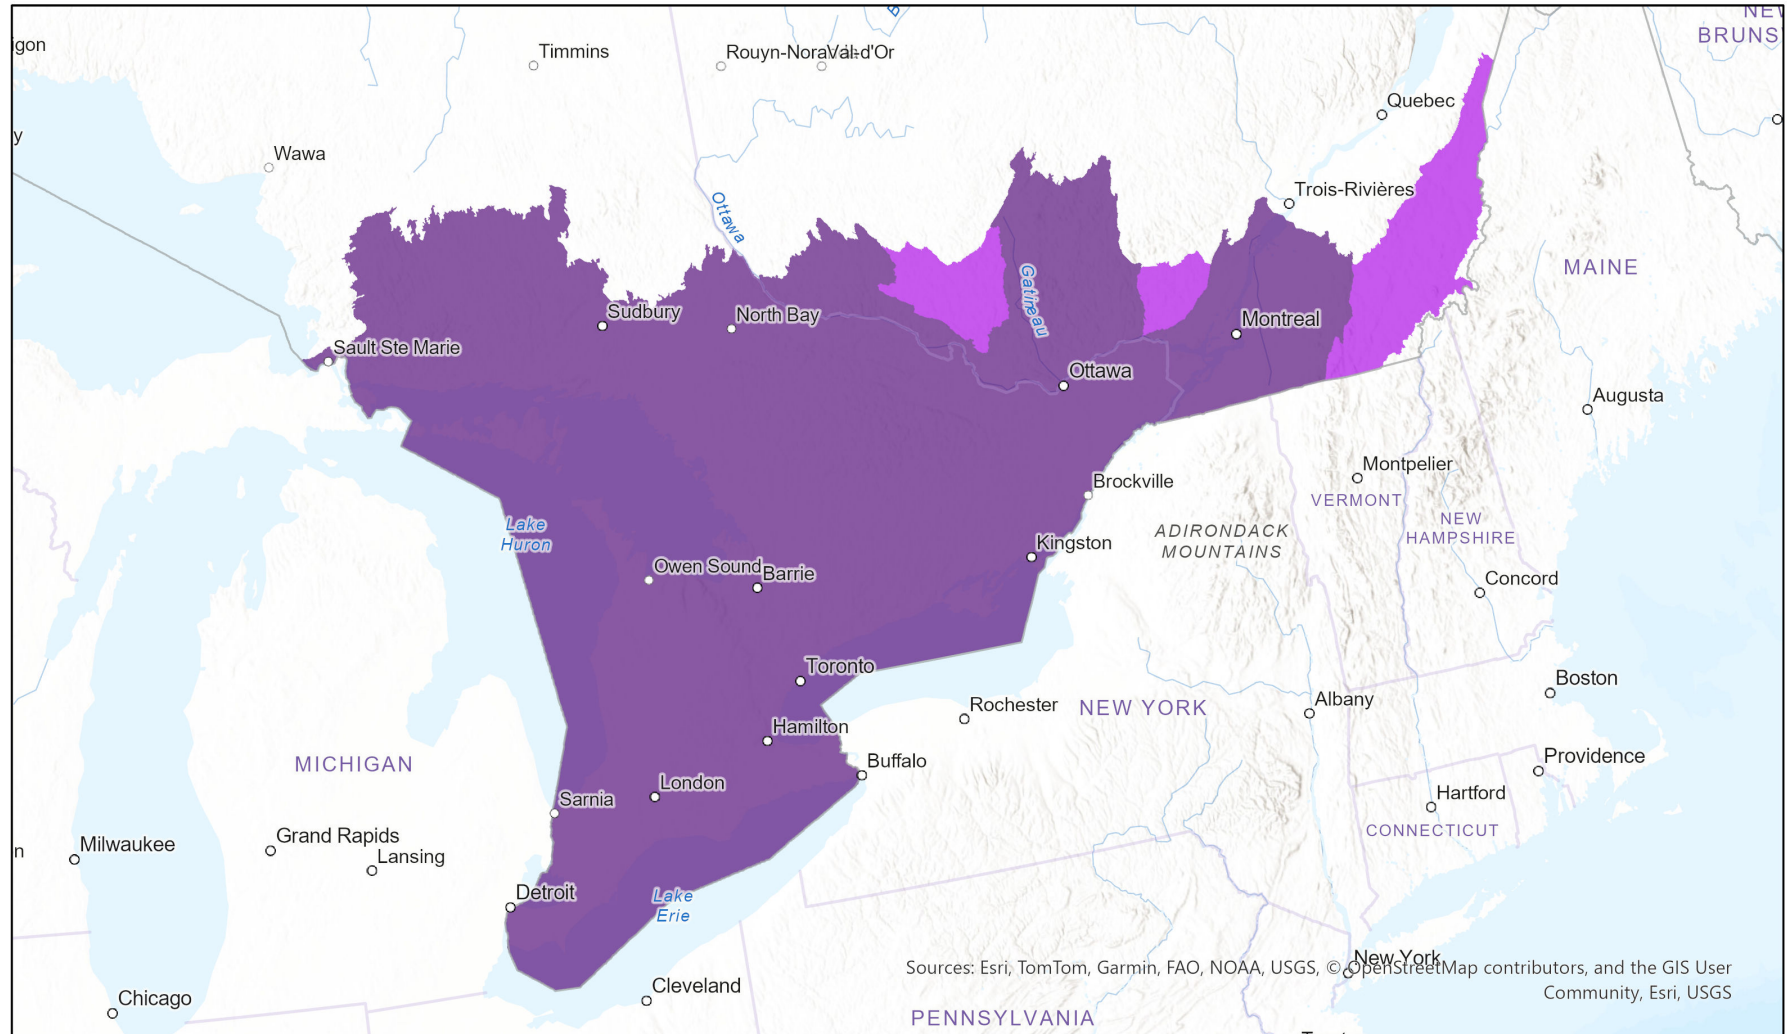 NEW
BRUNS
igon
Timmins
Rouyn-Nora
Val-d'Or
Quebec
y
Wawa
Trois-Rivières
Ottawa
Gatineau
MAINE
Sudbury
North Bay
Montreal
Sault Ste Marie
Ottawa
Augusta
Montpelier
Brockville
VERMONT
NEW
HAMPSHIRE
Lake
Huron
ADIRONDACK
MOUNTAINS
Kingston
Owen Sound
Barrie
Concord
Toronto
Boston
Rochester
NEW YORK
Albany
Hamilton
MICHIGAN
Buffalo
Providence
London
Hartford
Sarnia
CONNECTICUT
Grand Rapids
Milwaukee
n
Lansing
Detroit
Lake
Erie
New York
Sources: Esri, TomTom, Garmin, FAO, NOAA, USGS, © OpenStreetMap contributors, and the GIS User
Community, Esri, USGS
Cleveland
Chicago
PENNSYLVANIA